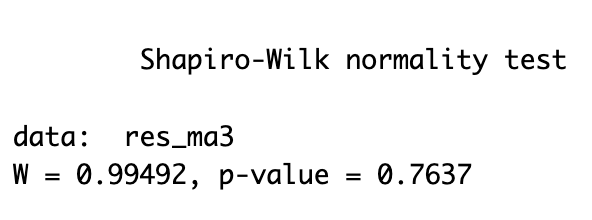 Shapiro-Wilk normality test
data:  res_ma3
W = 0.99492, p-value = 0.7637